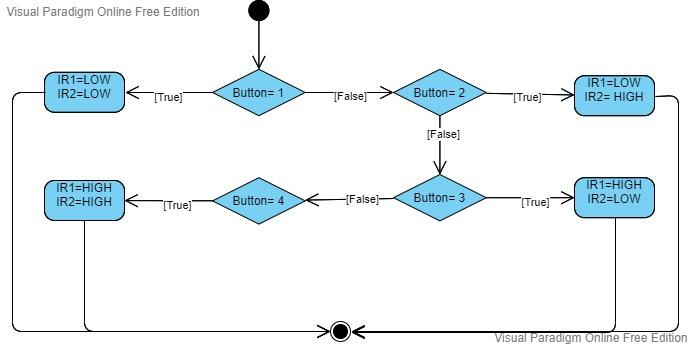 Visual Paradigm Online Free Edition
IR1=LOW
IR2=LOW
[True]
Button= 1
[False]
Button= 2
[True]
IR1=LOW
IR2= HIGH
[False]
IR1=HIGH
IR2=HIGH
[True]
Button= 4
[False]
Button= 3
[True]
IR1=HIGH
IR2=LOW
Visual Paradigm Online Free Edition